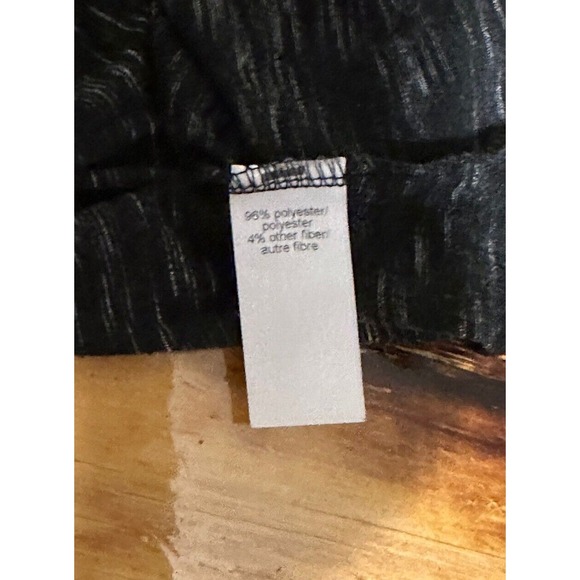 96% polyester/
polyester
4% other fiber/
autre fibre